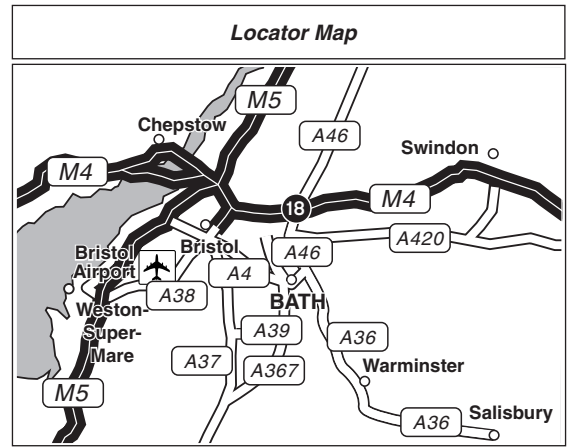 Locator Map
M5
Chepstow
A46
Swindon
M4
M4
18
Bristol
Airport
Bristol
A46
A420
A4
A38
BATH
Weston-
Super-
Mare
A39
A36
A37
A367
Warminster
M5
A36
Salisbury